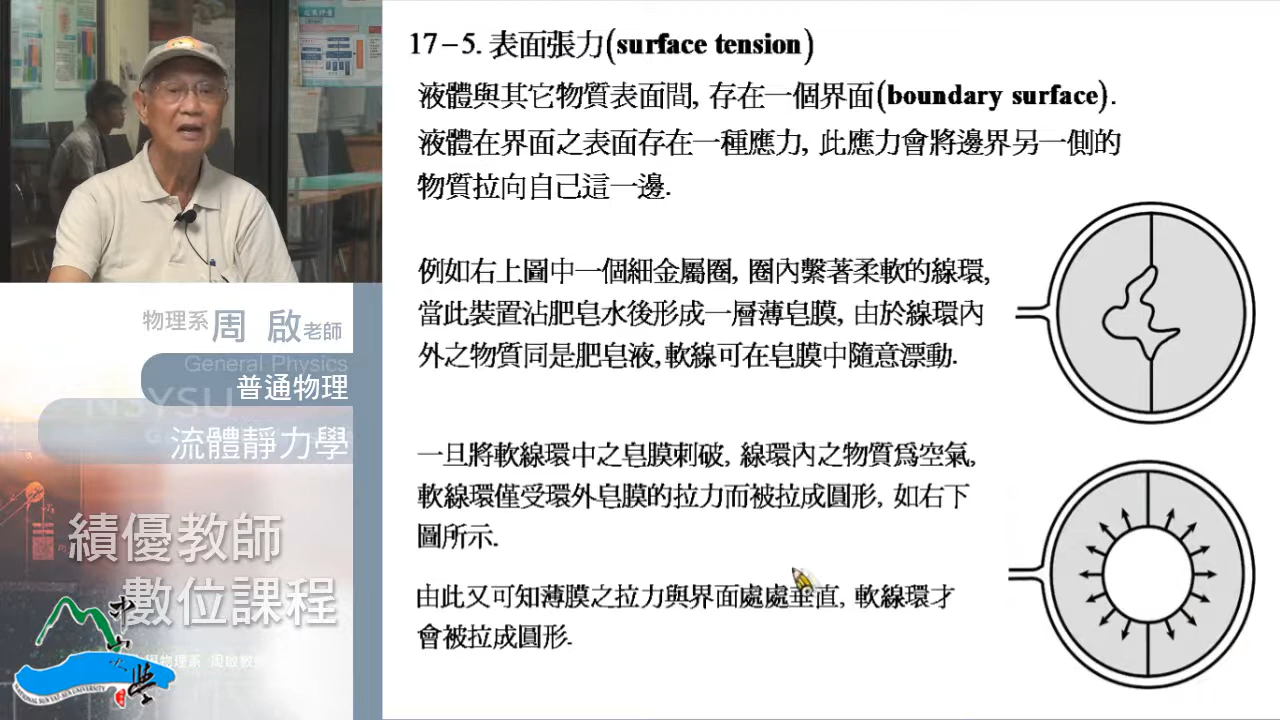 17-5. 表面張力(surface tension)
液體與其它物質表面間, 存在一個界面(boundary surface).
液體在界面之表面存在一種應力, 此應力會將邊界另一側的
物質拉向自己這一邊.
例如右上圖中一個細金屬圈, 圈內繫著柔軟的線環,
當此裝置沾肥皂水後形成一層薄皂膜, 由於線環內
外之物質同是肥皂液, 軟線可在皂膜中隨意漂動.
一旦將軟線環中之皂膜刺破, 線環內之物質爲空氣,
軟線環僅受環外皂膜的拉力而被拉成圓形, 如右下
圖所示.
由此又可知薄膜之拉力與界面處處垂直, 軟線環才
會被拉成圓形.
物理系 周 啟 老師
General Physics
普通物理
NSYSU
流體靜力學
績優教師
數位課程
NATIONAL SUN YAT-SEN UNIVERSITY